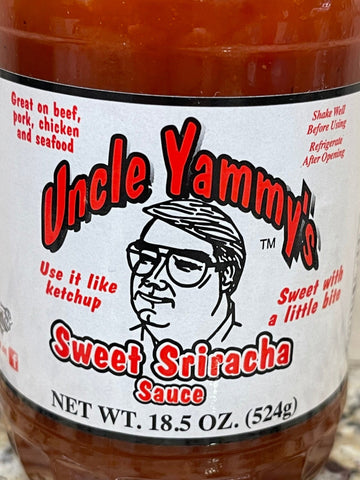 Great on beef,
pork, chicken
and seafood
Shake Well
Before Using
Refrigerate
After Opening
Uncle Yammy's
TM
Use it like
ketchup
Sweet with
a little bite
Sweet Sriracha
Sauce
NET WT. 18.5 OZ. (524g)